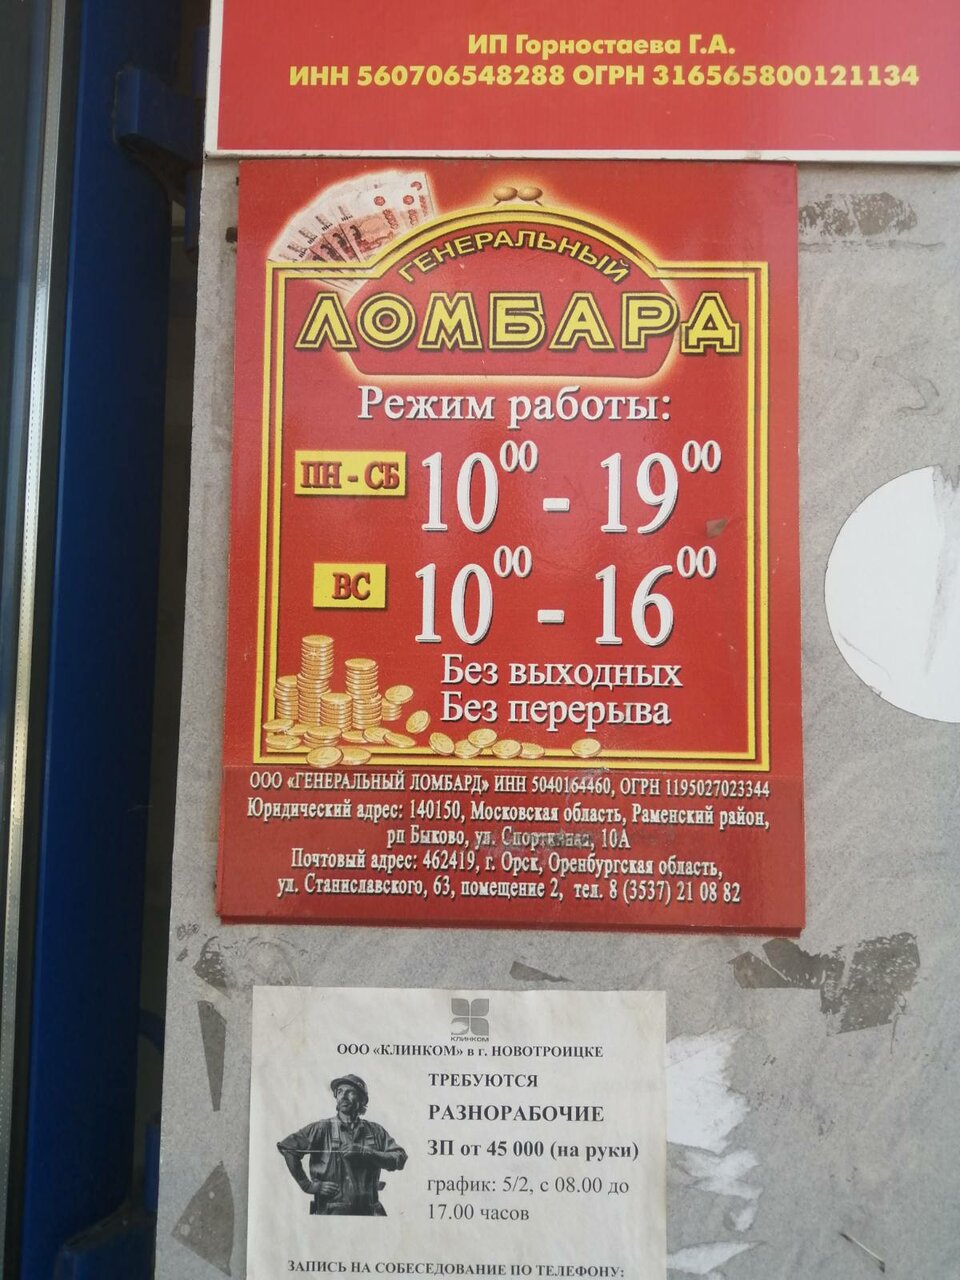 ИП Горностаева Г.А.
ИНН 560706548288 ОГРН 316565800121134
ГЕНЕРАЛЬНЫЙ
ЛОМБАРД
Режим работы:
ПН - СБ 10⁰⁰ - 19⁰⁰
ВС 10⁰⁰ - 16⁰⁰
Без выходных
Без перерыва
ООО «ГЕНЕРАЛЬНЫЙ ЛОМБАРД» ИНН 5040164460, ОГРН 1195027023344
Юридический адрес: 140150, Московская область, Раменский район,
рп Быково, ул. Спортивная, 10А
Почтовый адрес: 462419, г. Орск, Оренбургская область,
ул. Станиславского, 63, помещение 2, тел. 8 (3537) 21 08 82
КЛИНКОМ
ООО «КЛИНКОМ» в г. НОВОТРОИЦКЕ
ТРЕБУЮТСЯ
РАЗНОРАБОЧИЕ
ЗП от 45 000 (на руки)
график: 5/2, с 08.00 до
17.00 часов
ЗАПИСЬ НА СОБЕСЕДОВАНИЕ ПО ТЕЛЕФОНУ: